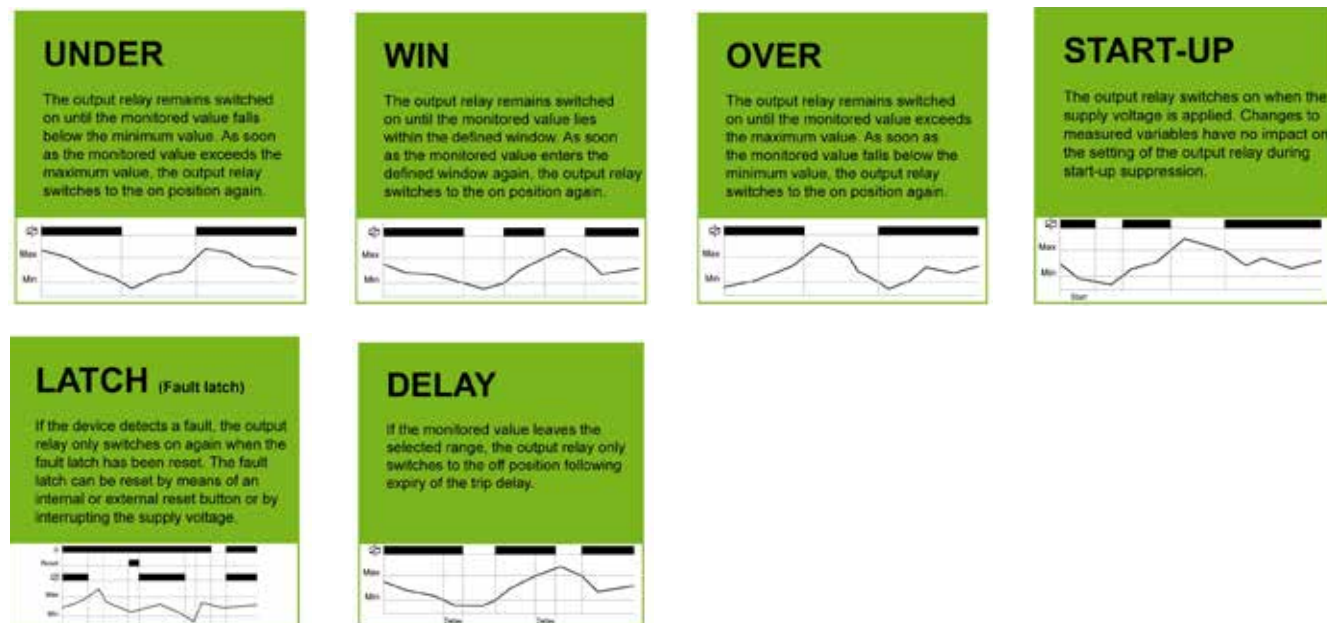 UNDER
The output relay remains switched
on until the monitored value falls
below the minimum value. As soon
as the monitored value exceeds the
maximum value, the output relay
switches to the on position again.
Max
Min
WIN
The output relay remains switched
on until the monitored value lies
within the defined window. As soon
as the monitored value enters the
defined window again, the output relay
switches to the on position again.
Max
Min
OVER
The output relay remains switched
on until the monitored value exceeds
the maximum value. As soon as
the monitored value falls below the
minimum value, the output relay
switches to the on position again.
Max
Min
START-UP
The output relay switches on when the
supply voltage is applied. Changes to
measured variables have no impact on
the setting of the output relay during
start-up suppression.
Max
Min
Start
LATCH (Fault latch)
If the device detects a fault, the output
relay only switches on again when the
fault latch has been reset. The fault
latch can be reset by means of an
internal or external reset button or by
interrupting the supply voltage.
Reset
Max
Min
DELAY
If the monitored value leaves the
selected range, the output relay only
switches to the off position following
expiry of the trip delay.
Max
Min
Delay Delay